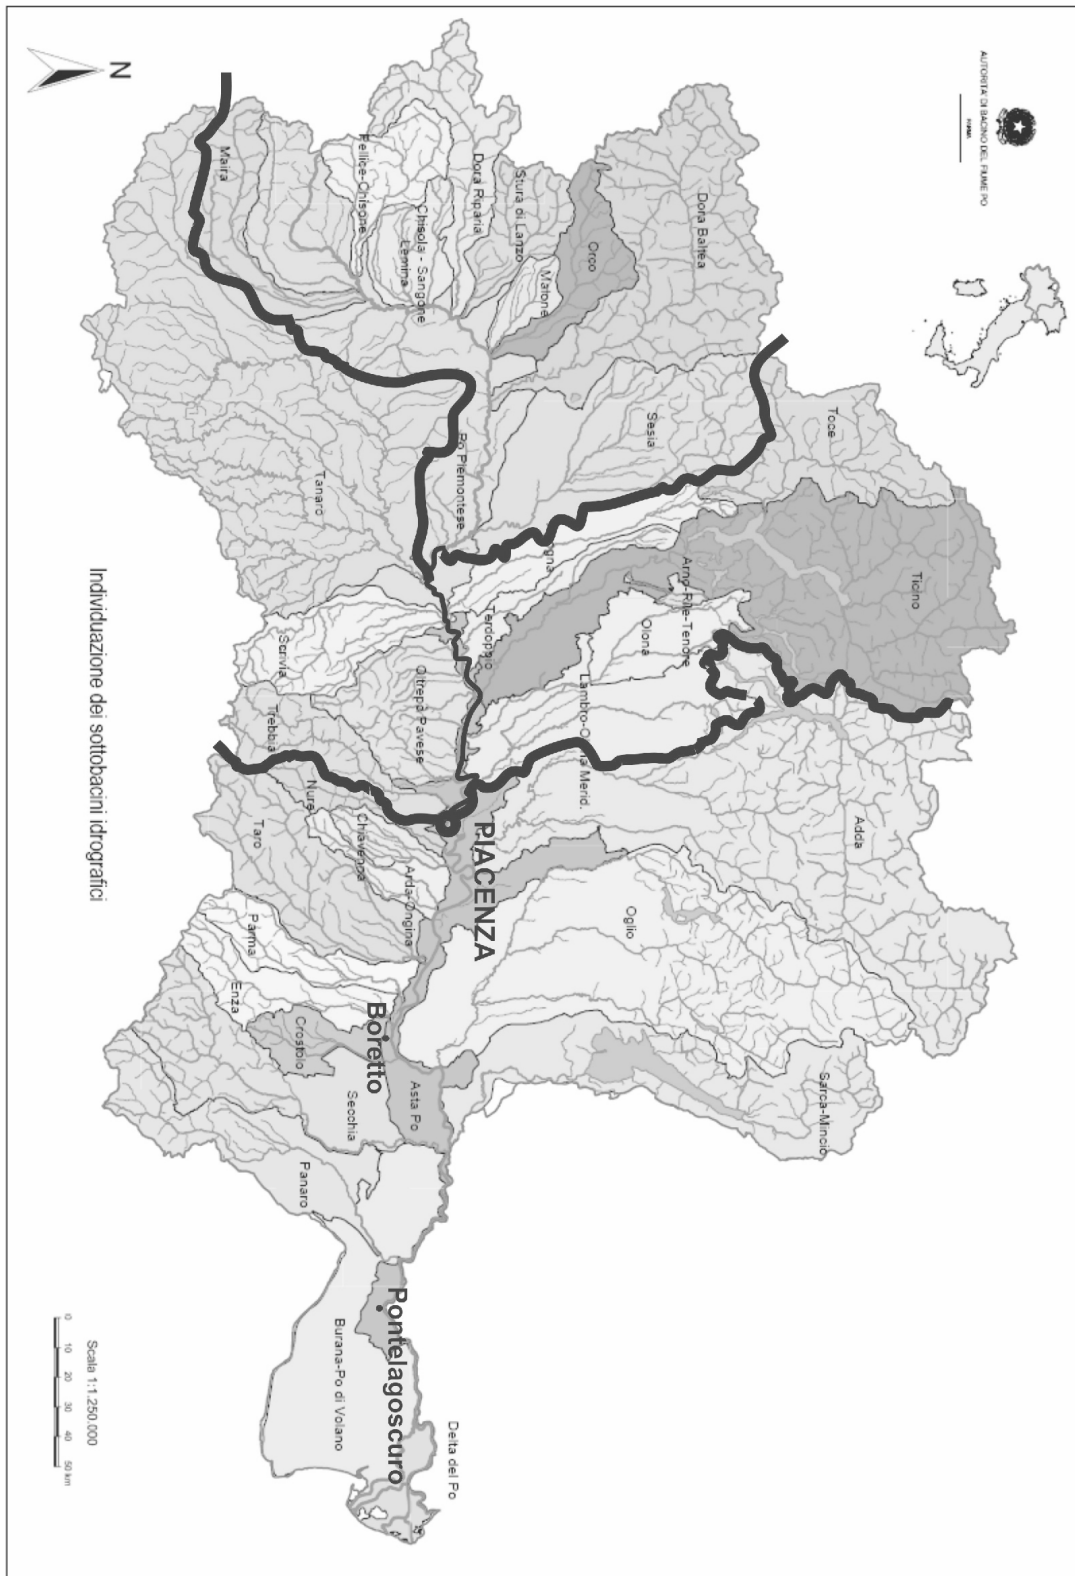 AUTORITA' DI BACINO DEL FIUME PO
PARMA
N
Dora Baltea
Toce
Ticino
Orco
Sesia
Stura di Lanzo
Malone
Dora Riparia
Chisola - Sangone
Lemina
Pellice-Chisone
Maira
Po Piemontese
Tanaro
ogna
Terdoppio
Arno-Rile-Tenore
Olona
Lambro-Olona Merid.
Adda
Oglio
Sarca-Mincio
Scrivia
Oltrepò Pavese
Trebbia
Nure
Chiavenna
Arda-Ongina
Taro
PIACENZA
Parma
Enza
Crostolo
Boretto
Asta Po
Secchia
Panaro
Pontelagoscuro
Burana-Po di Volano
Delta del Po
Individuazione dei sottobacini idrografici
Scala 1:1.250.000
0 10 20 30 40 50 km